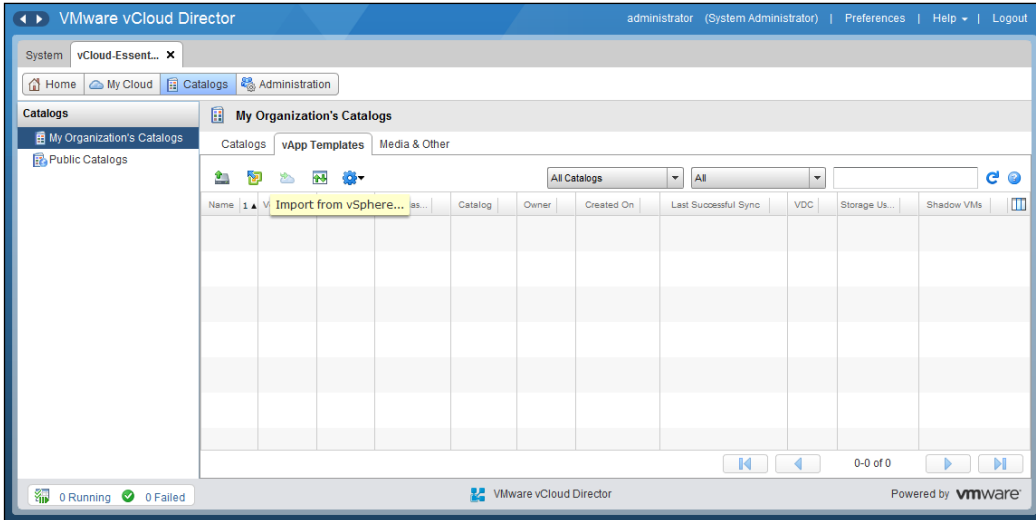 VMware vCloud Director
administrator (System Administrator) | Preferences | Help | Logout
System vCloud-Essent...
Home My Cloud Catalogs Administration
Catalogs
My Organization's Catalogs
Public Catalogs
My Organization's Catalogs
Catalogs vApp Templates Media & Other
All Catalogs All
Name 1 V Import from vSphere... as... Catalog Owner Created On Last Successful Sync VDC Storage Us... Shadow VMs
0-0 of 0
0 Running 0 Failed VMware vCloud Director Powered by vmware